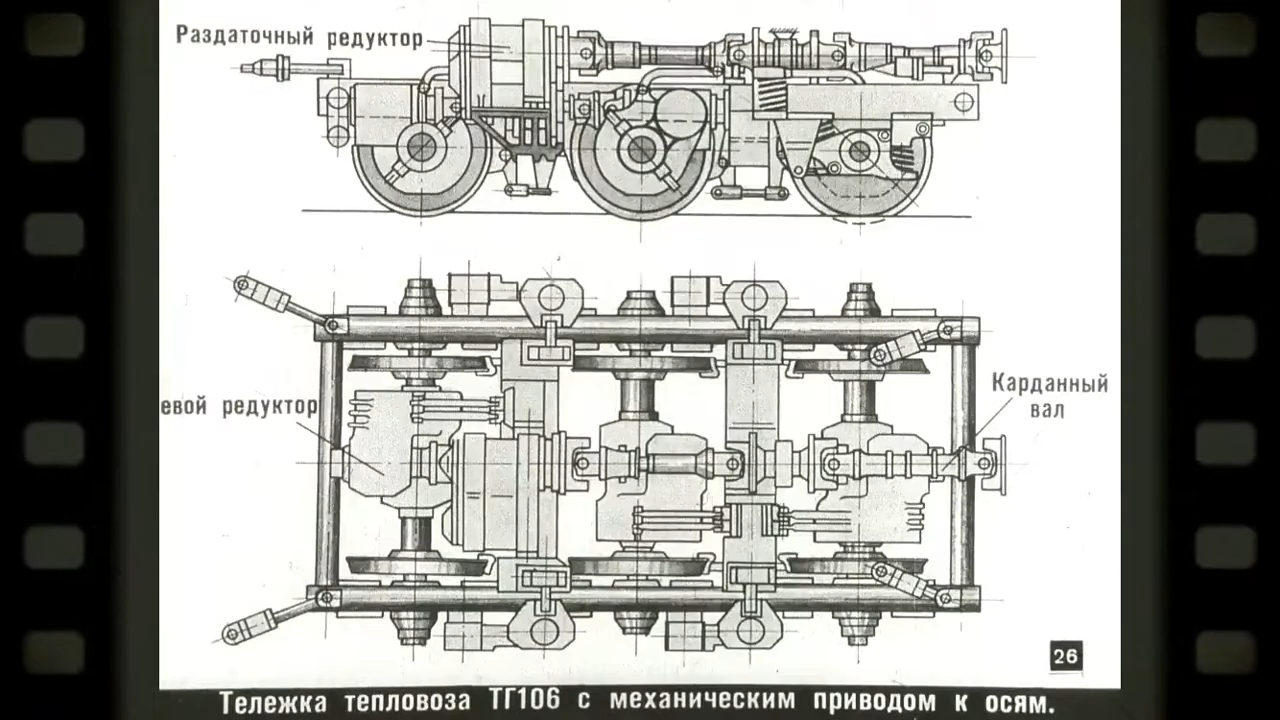 Раздаточный редуктор
евой редуктор
Карданный
вал
26
Тележка тепловоза ТГ106 с механическим приводом к осям.